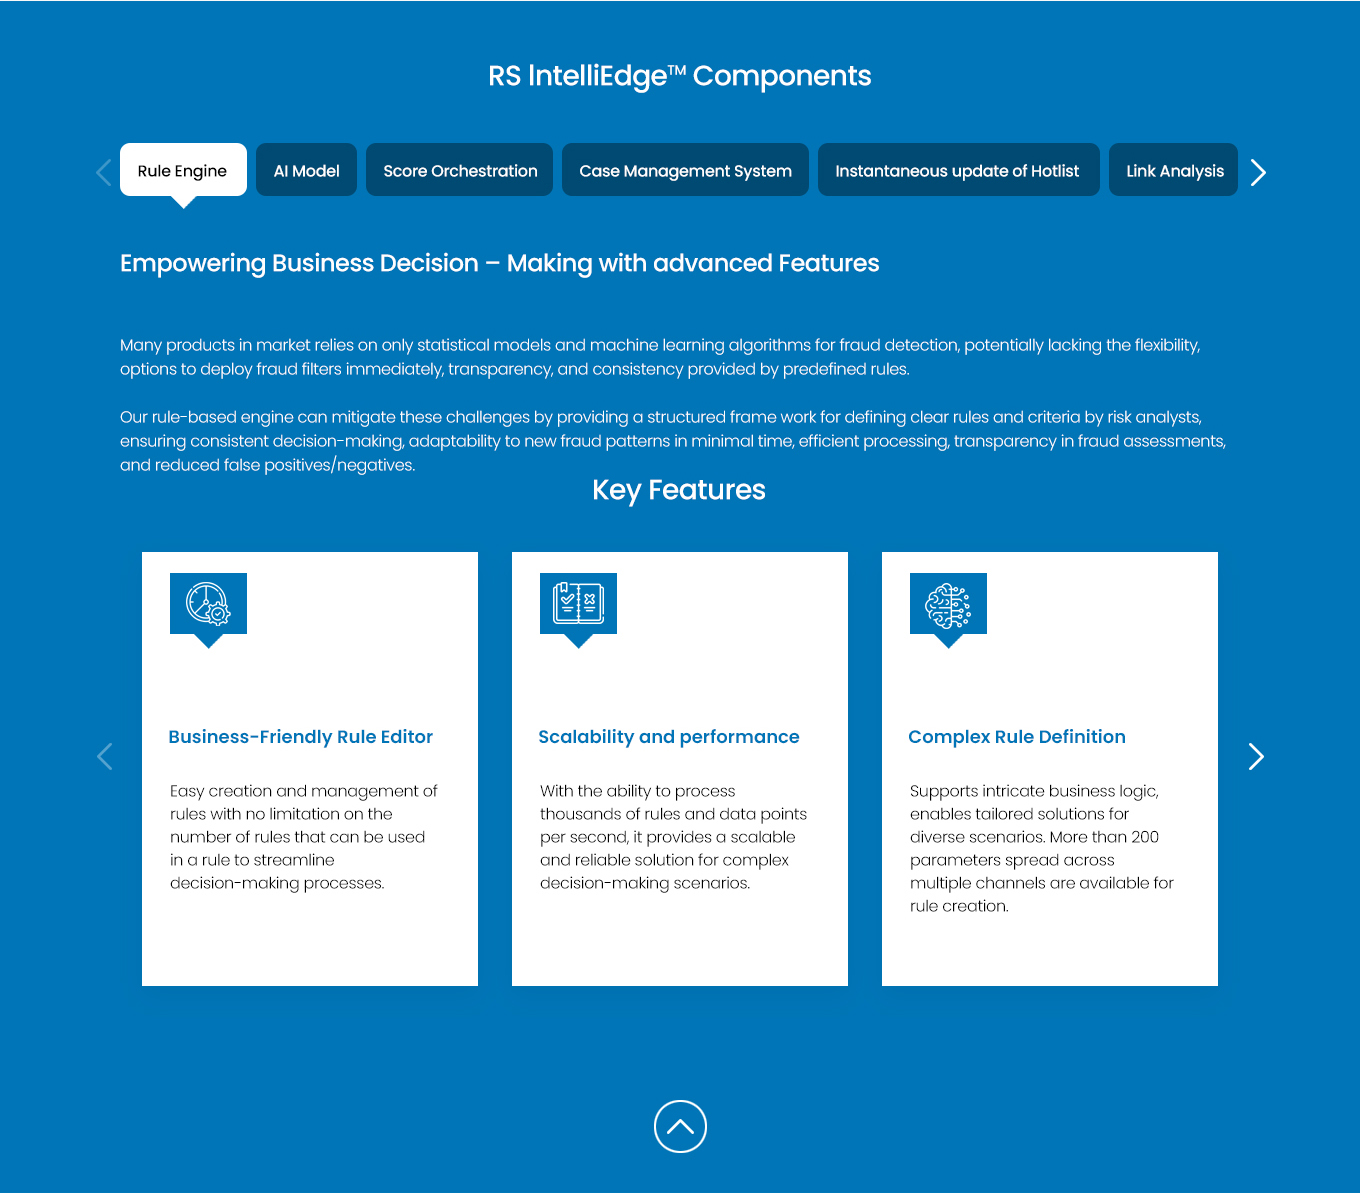 RS IntelliEdge™ Components
Rule Engine
AI Model
Score Orchestration
Case Management System
Instantaneous update of Hotlist
Link Analysis
Empowering Business Decision – Making with advanced Features
Many products in market relies on only statistical models and machine learning algorithms for fraud detection, potentially lacking the flexibility,
options to deploy fraud filters immediately, transparency, and consistency provided by predefined rules.
Our rule-based engine can mitigate these challenges by providing a structured frame work for defining clear rules and criteria by risk analysts,
ensuring consistent decision-making, adaptability to new fraud patterns in minimal time, efficient processing, transparency in fraud assessments,
and reduced false positives/negatives.
Key Features
Business-Friendly Rule Editor
Easy creation and management of
rules with no limitation on the
number of rules that can be used
in a rule to streamline
decision-making processes.
Scalability and performance
With the ability to process
thousands of rules and data points
per second, it provides a scalable
and reliable solution for complex
decision-making scenarios.
Complex Rule Definition
Supports intricate business logic,
enables tailored solutions for
diverse scenarios. More than 200
parameters spread across
multiple channels are available for
rule creation.